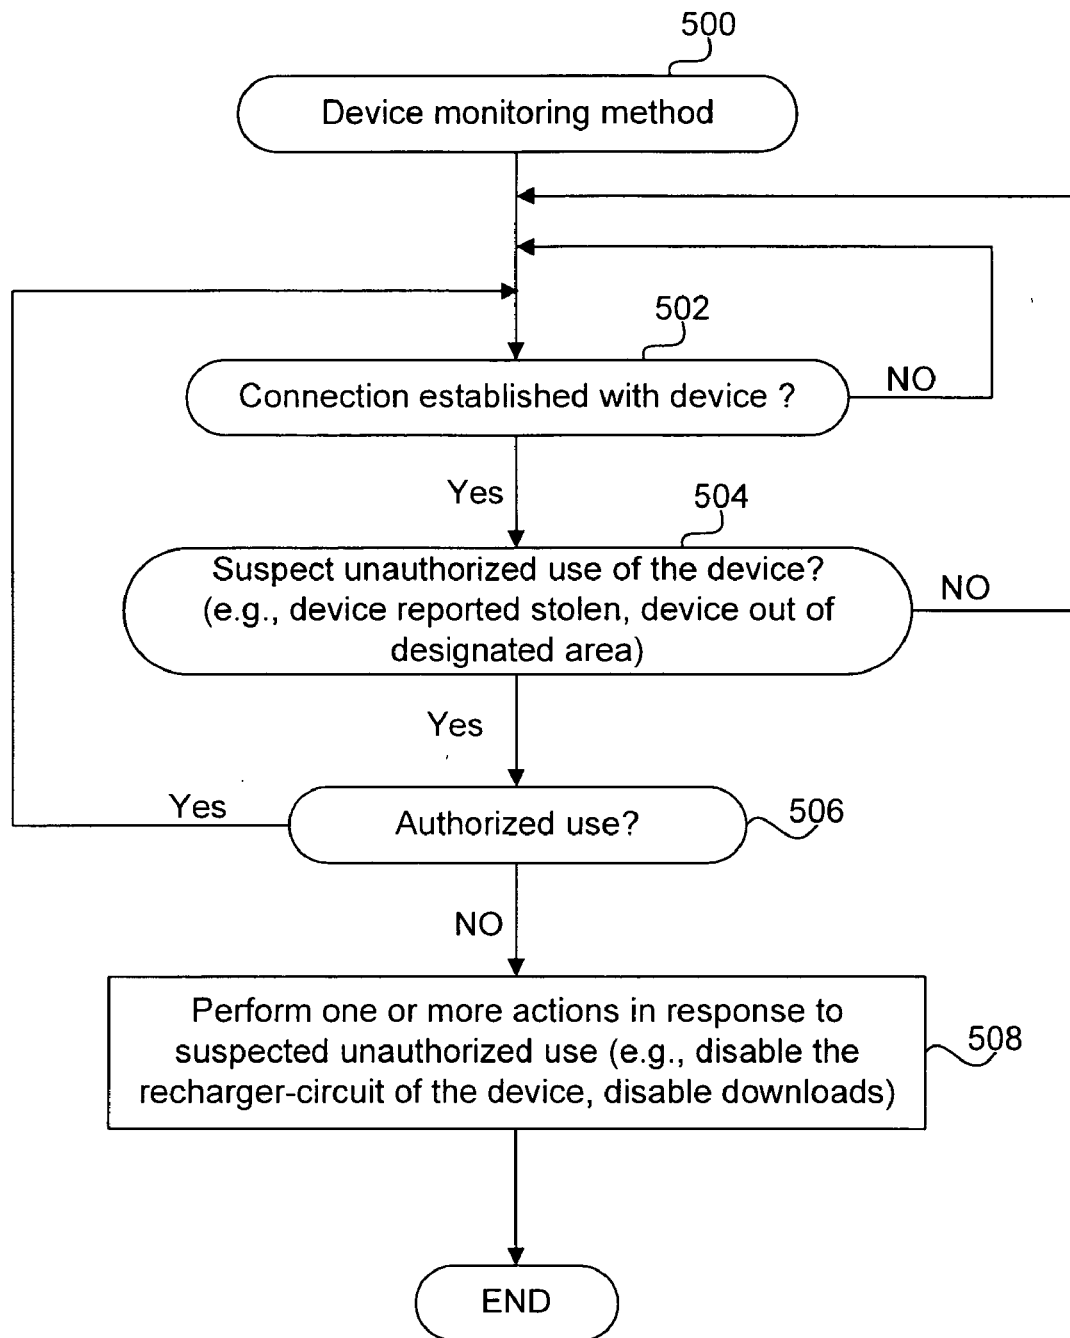 500
Device monitoring method
502
Connection established with device ?
NO
Yes
504
Suspect unauthorized use of the device?
(e.g., device reported stolen, device out of
designated area)
NO
Yes
Yes
Authorized use?
506
NO
Perform one or more actions in response to
suspected unauthorized use (e.g., disable the
recharger-circuit of the device, disable downloads)
508
END